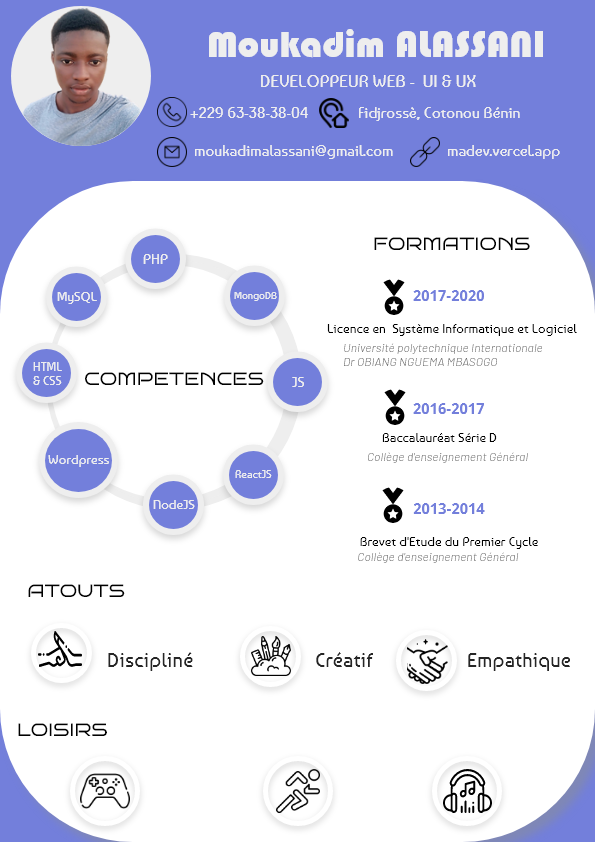 Moukadim ALASSANI
DEVELOPPEUR WEB - UI & UX
+229 63-38-38-04
Fidjrossè, Cotonou Bénin
moukadimalassani@gmail.com
madev.vercel.app
COMPETENCES
PHP
MongoDB
JS
ReactJS
NodeJS
Wordpress
HTML
& CSS
MySQL
FORMATIONS
2017-2020
Licence en Système Informatique et Logiciel
Université polytechnique Internationale
Dr OBIANG NGUEMA MBASOGO
2016-2017
Baccalauréat Série D
Collège d'enseignement Général
2013-2014
Brevet d'Etude du Premier Cycle
Collège d'enseignement Général
ATOUTS
Discipliné
Créatif
Empathique
LOISIRS